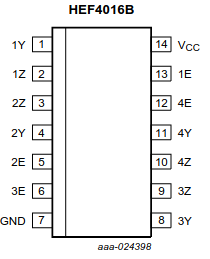 HEF4016B
1Y 1 14 VCC
1Z 2 13 1E
2Z 3 12 4E
2Y 4 11 4Y
2E 5 10 4Z
3E 6 9 3Z
GND 7 8 3Y
aaa-024398